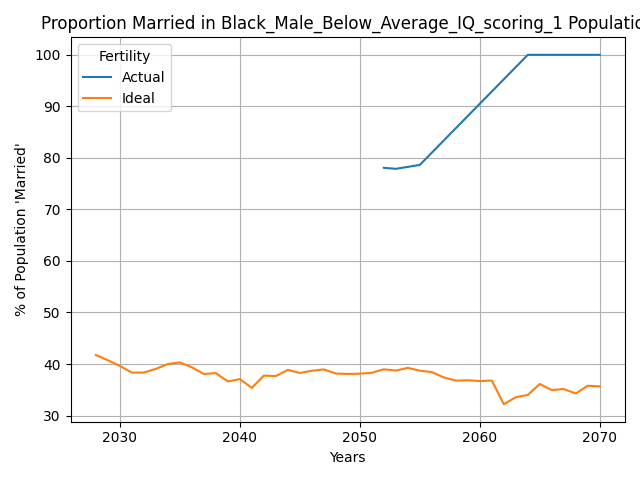 Proportion Married in Black_Male_Below_Average_IQ_scoring_1 Populatio
Fertility
Actual
Ideal
100
90
80
70
60
50
40
30
% of Population 'Married'
2030 2040 2050 2060 2070
Years